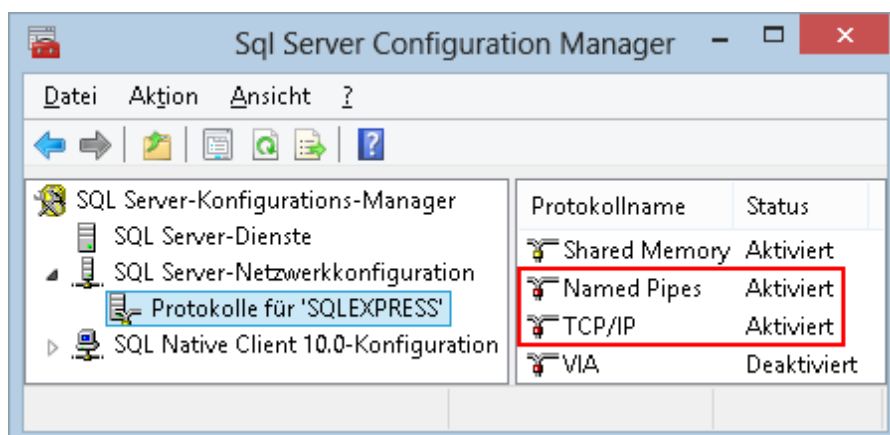 Sql Server Configuration Manager
Datei Aktion Ansicht ?
SQL Server-Konfigurations-Manager
SQL Server-Dienste
SQL Server-Netzwerkkonfiguration
Protokolle für 'SQLEXPRESS'
SQL Native Client 10.0-Konfiguration
Protokollname Status
Shared Memory Aktiviert
Named Pipes Aktiviert
TCP/IP Aktiviert
VIA Deaktiviert